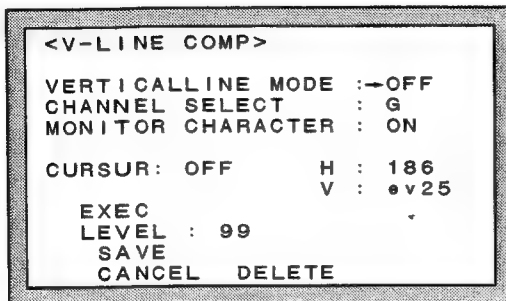 <V-LINE COMP>
VERTICALLINE MODE :→OFF
CHANNEL SELECT : G
MONITOR CHARACTER : ON
CURSUR: OFF H : 186
V : ev25
EXEC
LEVEL : 99
SAVE
CANCEL DELETE